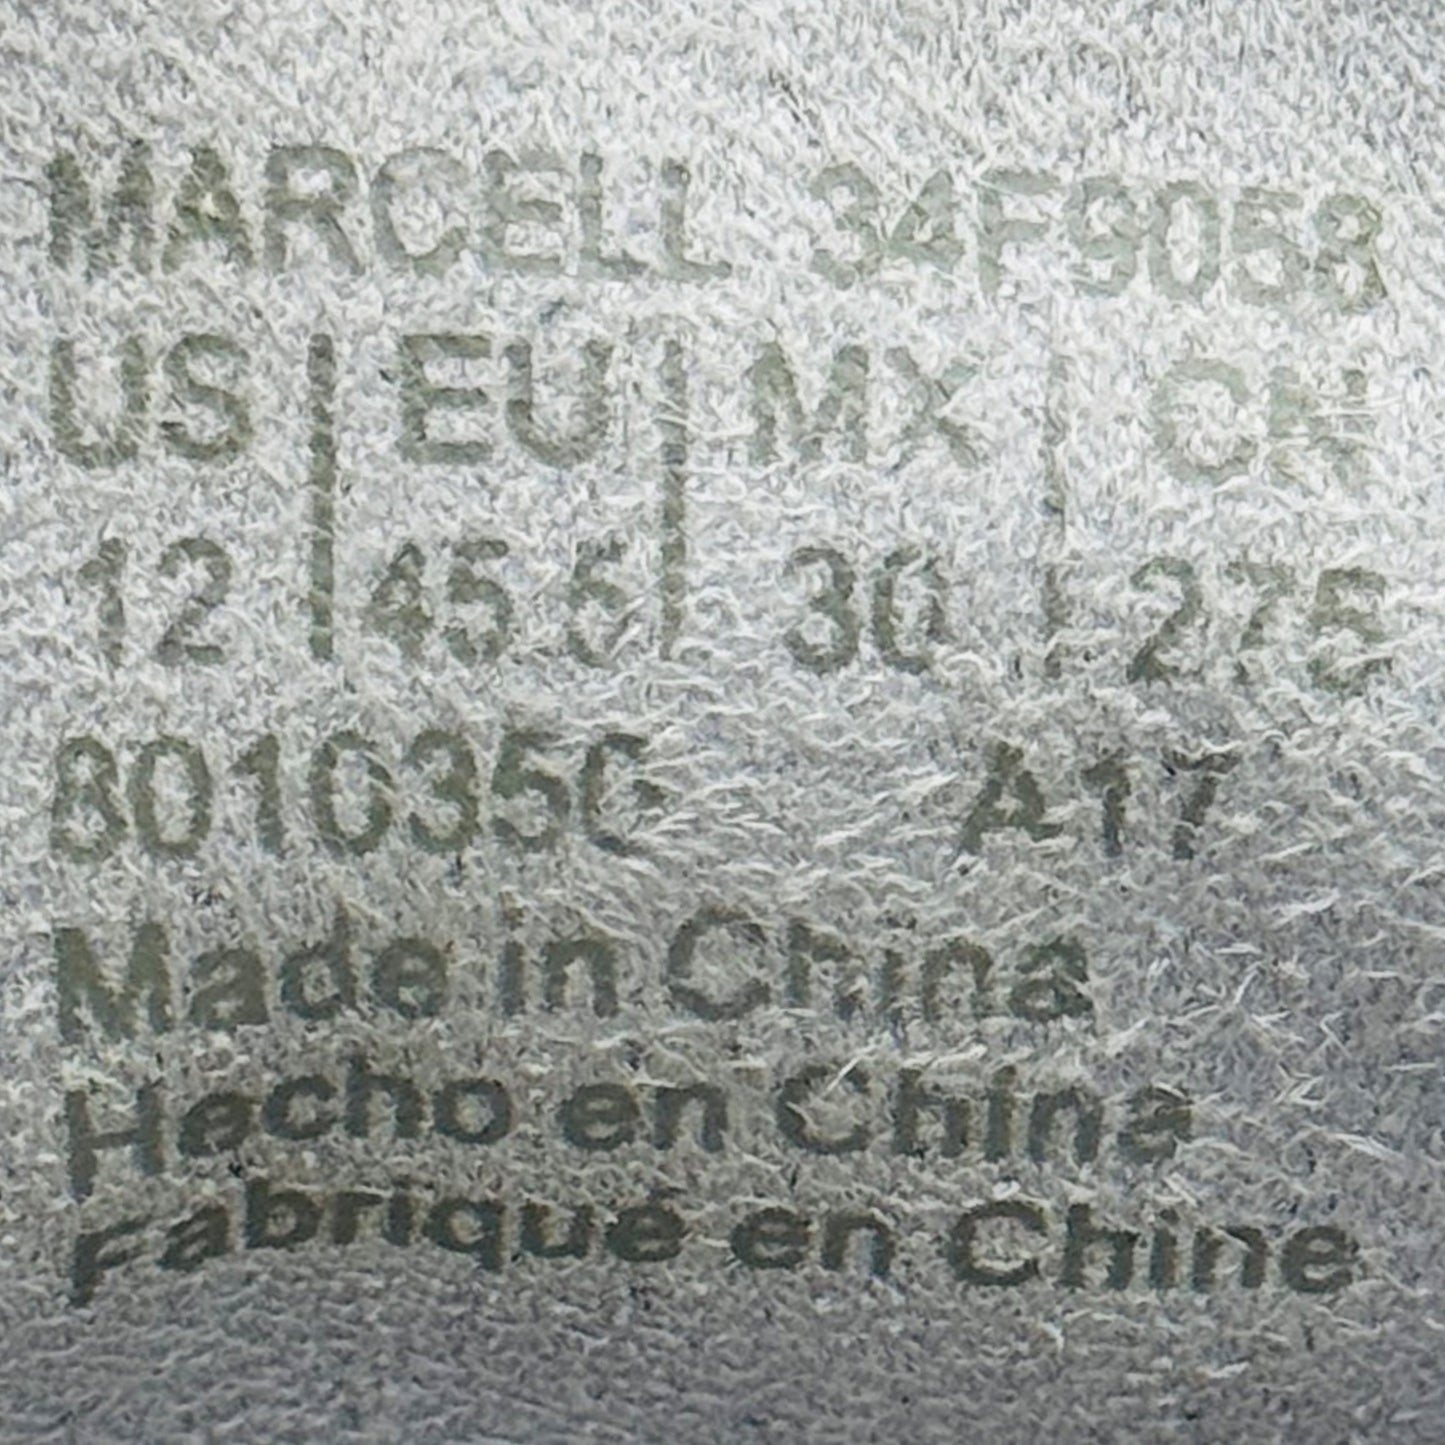 MARCELL 34F9058
US | EU | MX | CH
12 | 45.5 | 30 | 275
801035C A17
Made in China
Hecho en China
Fabriqué en Chine